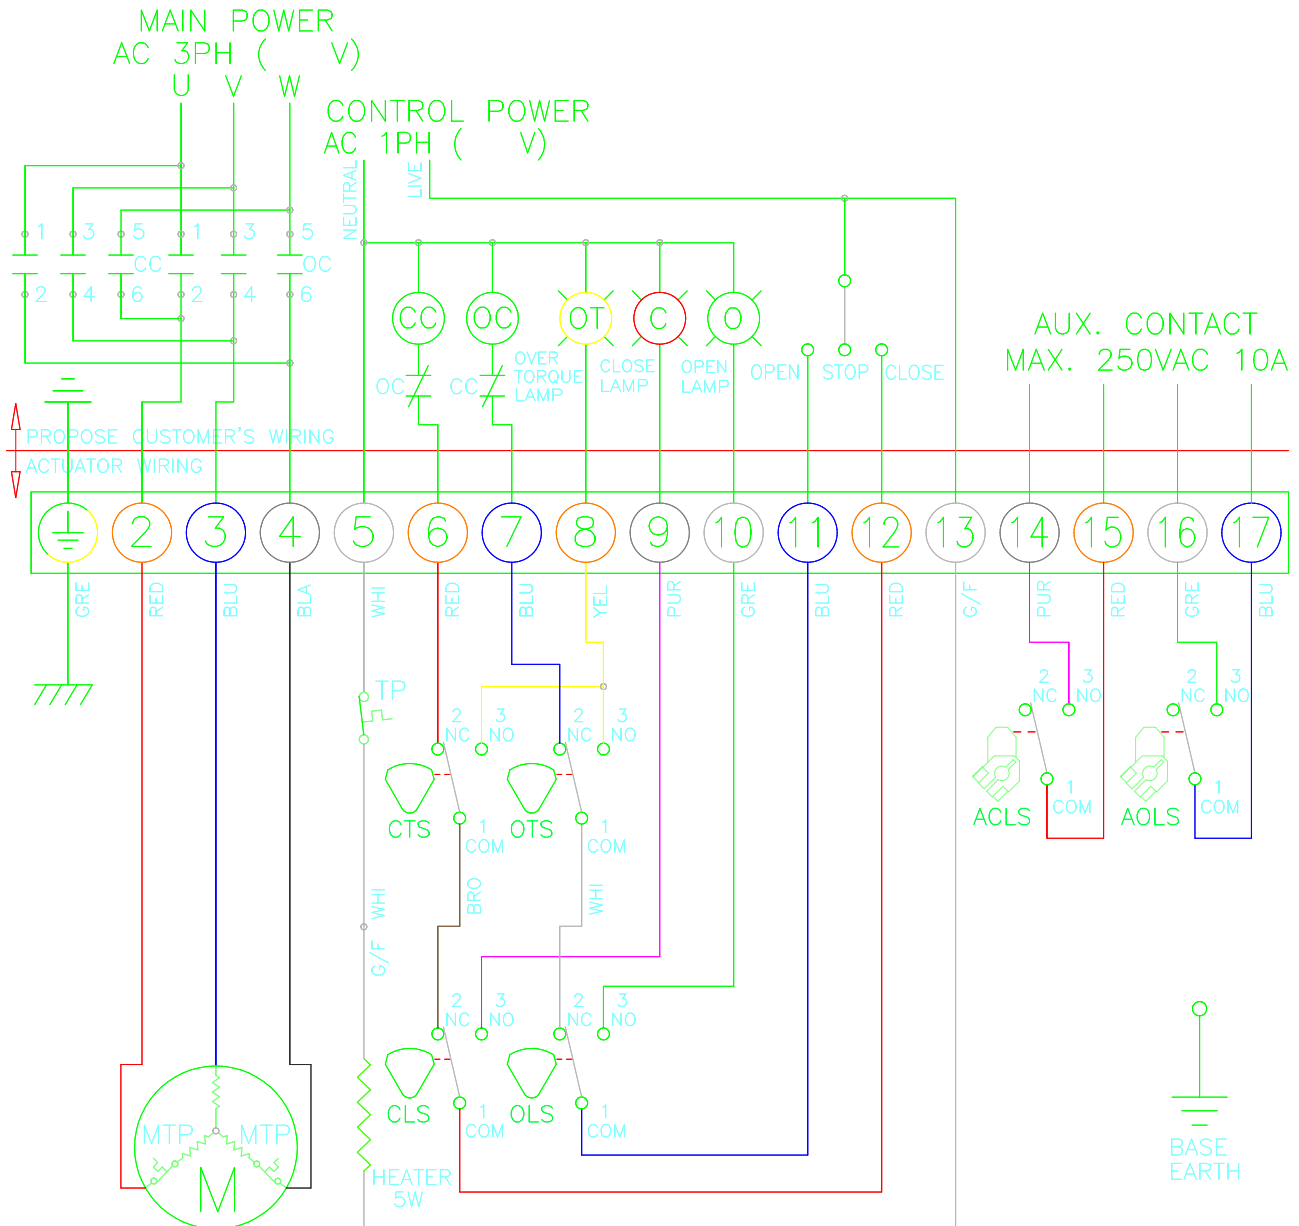 MAIN POWER
AC 3PH ( V)
U V W
CONTROL POWER
AC 1PH ( V)
NEUTRAL
LIVE
1 3 5 1 3 5
CC OC
2 4 6 2 4 6
CC OC OT C O
OC CC
OVER
TORQUE
LAMP
CLOSE
LAMP
OPEN
LAMP
OPEN STOP CLOSE
AUX. CONTACT
MAX. 250VAC 10A
PROPOSE CUSTOMER'S WIRING
ACTUATOR WIRING
2 3 4 5 6 7 8 9 10 11 12 13 14 15 16 17
GRE RED BLU BLA WHI RED BLU YEL PUR GRE BLU RED G/F PUR RED GRE BLU
TP
2 3
NC NO
2 3
NC NO
2 3
NC NO
2 3
NC NO
CTS
1
COM
OTS
1
COM
ACLS
1
COM
AOLS
1
COM
WHI
G/F
BRO
WHI
2 3
NC NO
2 3
NC NO
CLS
1
COM
OLS
1
COM
MTP MTP
M
HEATER
5W
BASE
EARTH